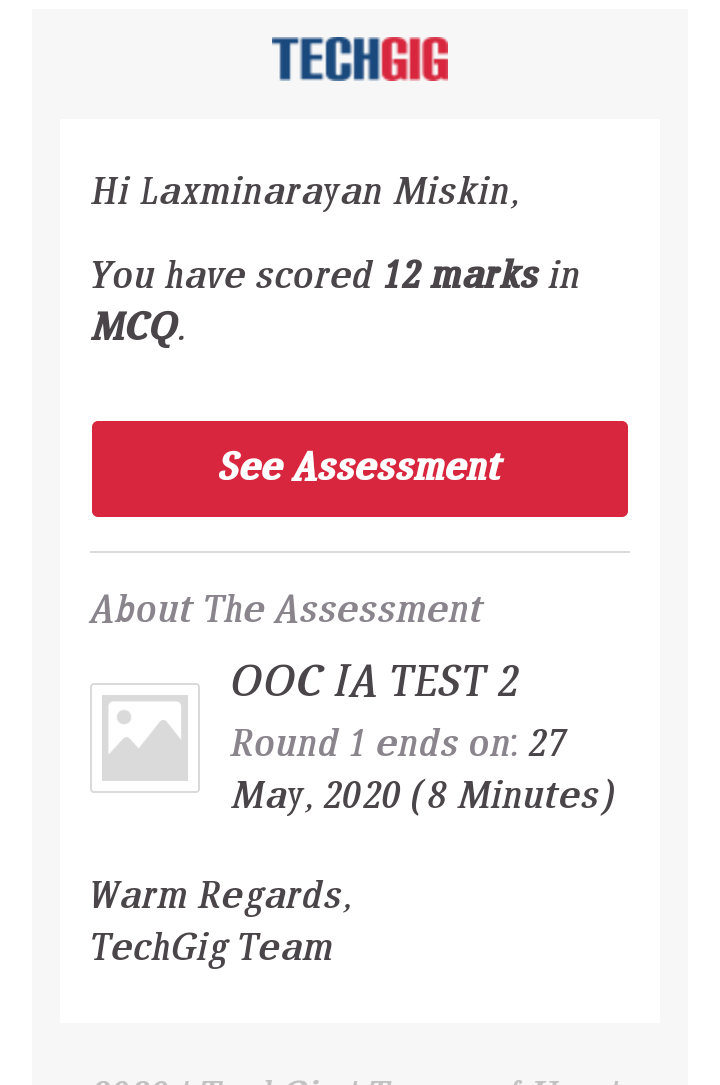 TECHGIG
Hi Laxminarayan Miskin,
You have scored 12 marks in
MCQ.
See Assessment
About The Assessment
OOC IA TEST 2
Round 1 ends on: 27
May, 2020 (8 Minutes)
Warm Regards,
TechGig Team